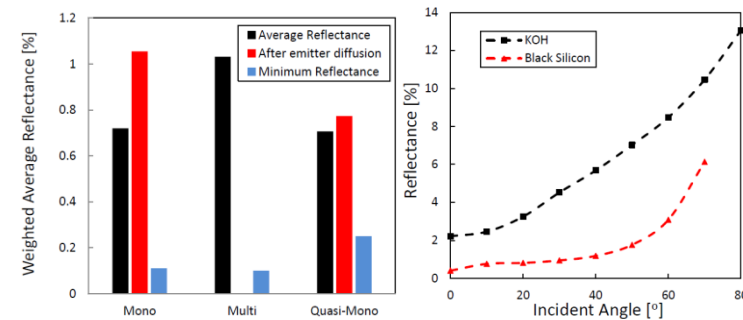 Weighted Average Reflectance [%]
1.2
1
0.8
0.6
0.4
0.2
0
Average Reflectance
After emitter diffusion
Minimum Reflectance
Mono Multi Quasi-Mono
Reflectance [%]
14
12
10
8
6
4
2
0
KOH
Black Silicon
0 20 40 60 80
Incident Angle [°]